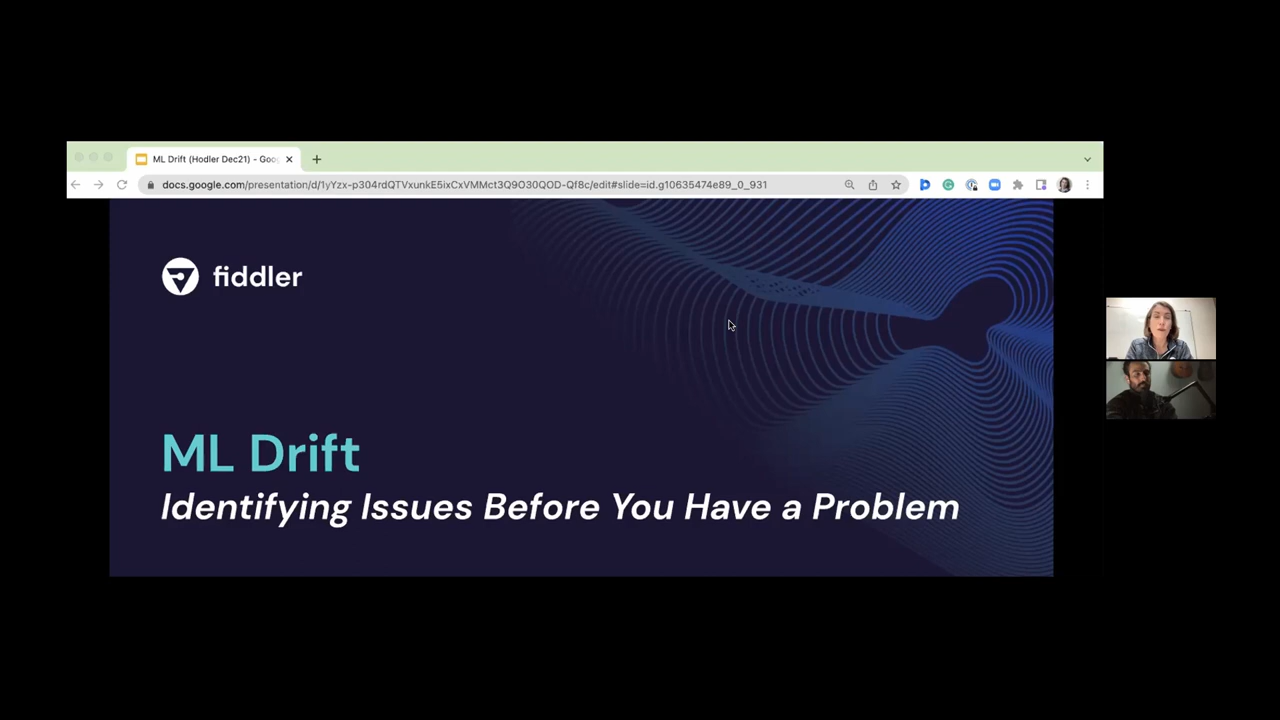 ML Drift (Hodler Dec21) - Goo
docs.google.com/presentation/d/1yYzx-p304rdQTVxunkE5ixCxVMMct3Q9O30QOD-Qf8c/edit#slide=id.g10635474e89_0_931
fiddler
ML Drift
Identifying Issues Before You Have a Problem